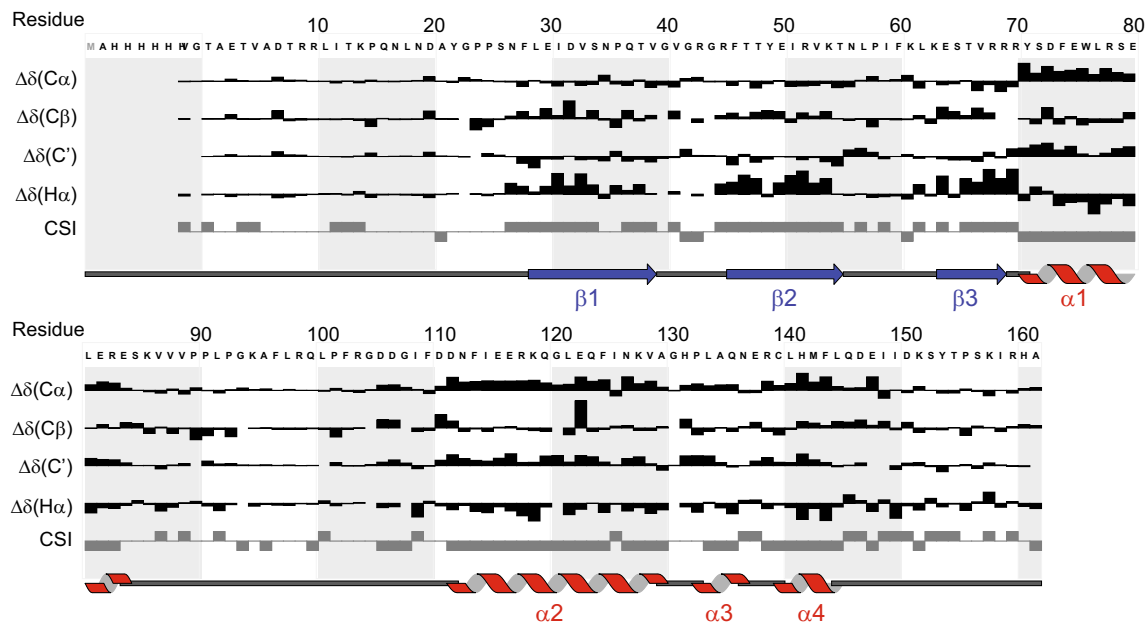 Residue 10 20 30 40 50 60 70 80
M A H H H H H H V G T A E T V A D T R R L I T K P Q N L N D A Y G P P S N F L E I D V S N P Q T V G R G R F T T Y E I R V K T N L P I F K L K E S T V R R R Y S D F E W L R S E
Δδ(Cα)
Δδ(Cβ)
Δδ(C’)
Δδ(Hα)
CSI
β1 β2 β3 α1
Residue 90 100 110 120 130 140 150 160
L E R E S K V V V P P L P G K A F L R Q L P F R G D D G I F D D N F I E E R K Q G L E Q F I N K V A G H P L A Q N E R C L H M F L Q D E I I D K S Y T P S K I R H A
Δδ(Cα)
Δδ(Cβ)
Δδ(C’)
Δδ(Hα)
CSI
α2 α3 α4